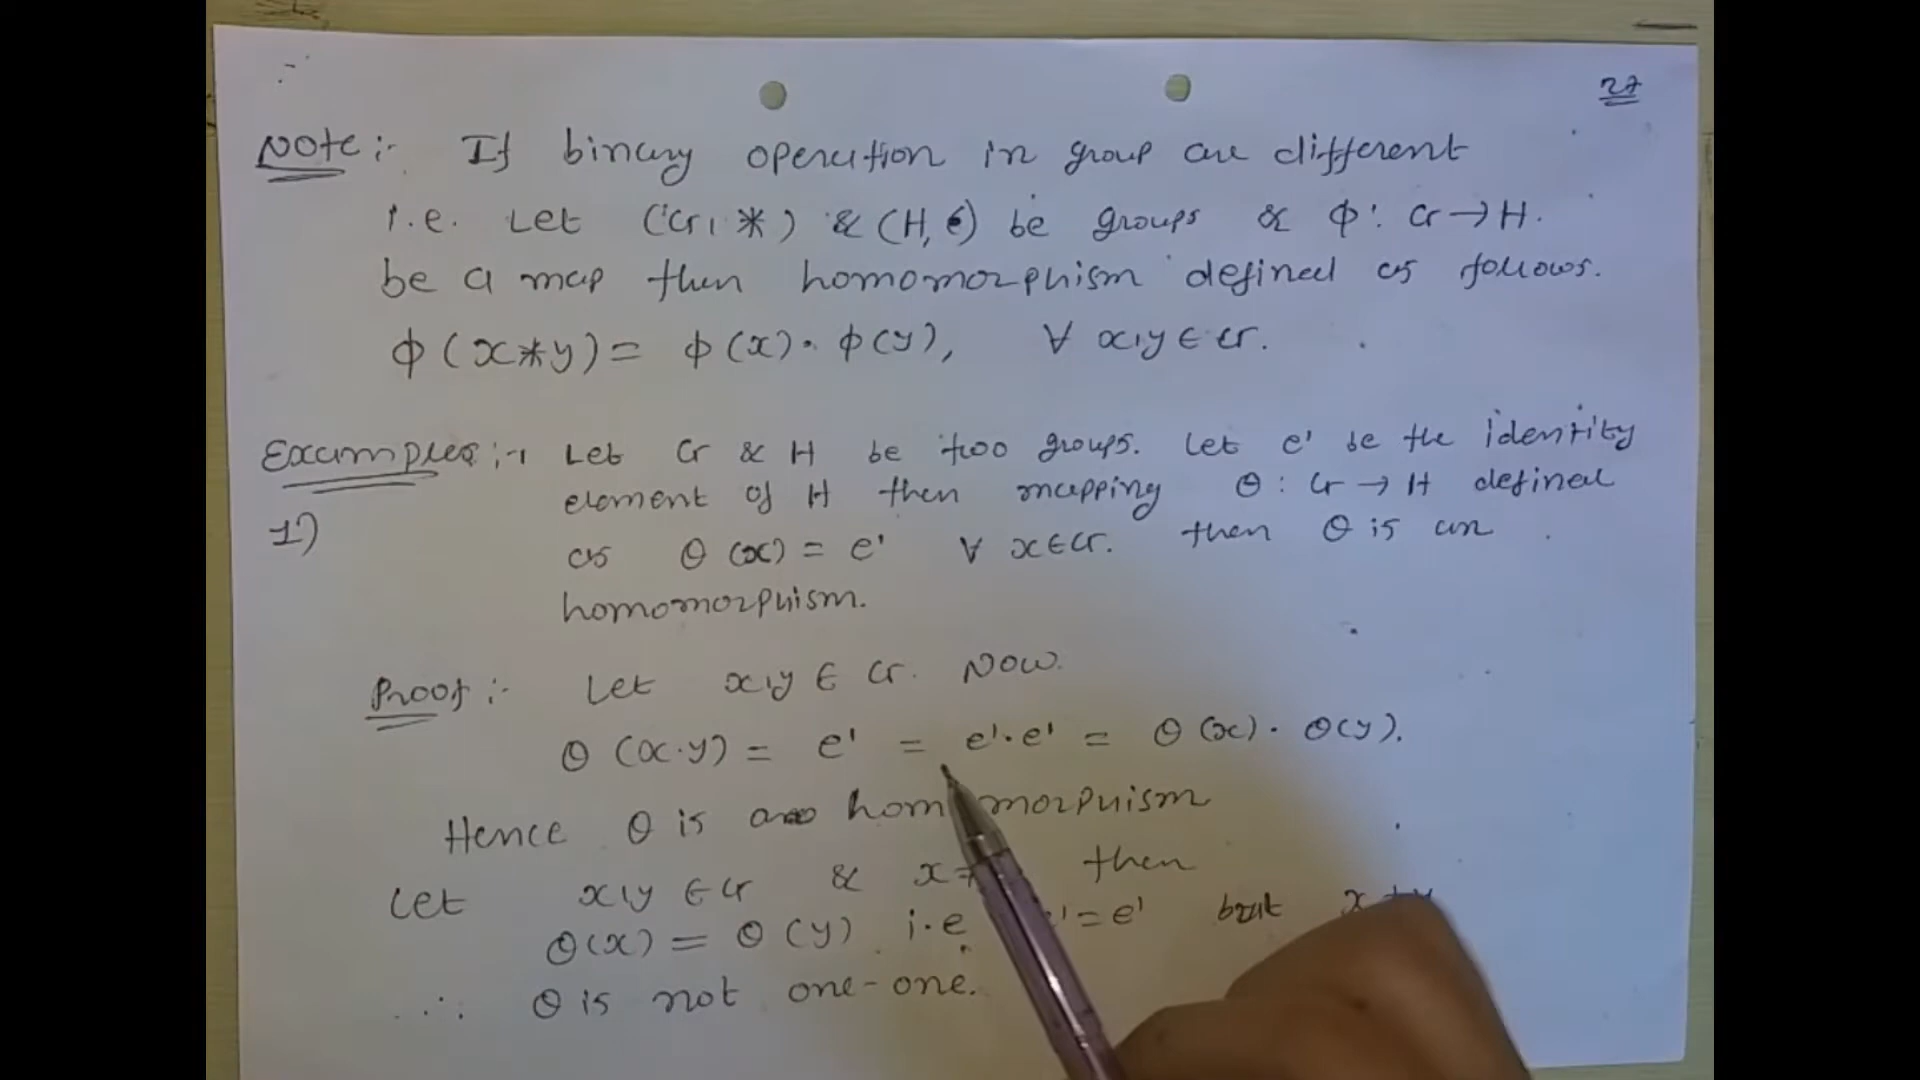 27
Note:- If binary operation in group are different
i.e. Let (G, *) & (H, •) be groups & Φ: G→H.
be a map then homomorphism defined as follows.
Φ(x*y) = Φ(x)·Φ(y), ∀ x,y ∈ G.
Examples:- Let G & H be two groups. Let e' be the identity
1) element of H then mapping θ: G→H defined
as θ(x) = e' ∀ x∈G. then θ is an
homomorphism.
Proof:- Let x,y ∈ G. Now.
θ(x·y) = e' = e'·e' = θ(x)·θ(y).
Hence θ is homomorphism
Let x,y ∈ G & x≠ then
θ(x) = θ(y) i.e. '=e' but x≠y
∴ θ is not one-one.